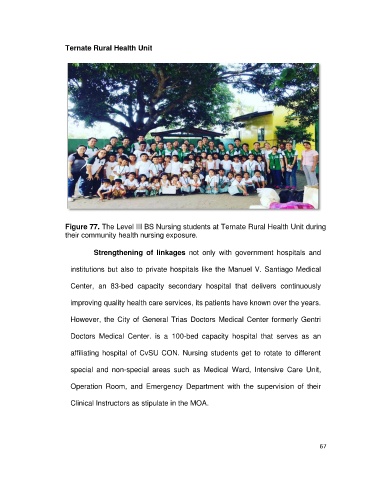 Ternate Rural Health Unit
Figure 77. The Level III BS Nursing students at Ternate Rural Health Unit during
their community health nursing exposure.
Strengthening of linkages not only with government hospitals and
institutions but also to private hospitals like the Manuel V. Santiago Medical
Center, an 83-bed capacity secondary hospital that delivers continuously
improving quality health care services, its patients have known over the years.
However, the City of General Trias Doctors Medical Center formerly Gentri
Doctors Medical Center. is a 100-bed capacity hospital that serves as an
affiliating hospital of CvSU CON. Nursing students get to rotate to different
special and non-special areas such as Medical Ward, Intensive Care Unit,
Operation Room, and Emergency Department with the supervision of their
Clinical Instructors as stipulate in the MOA.
67